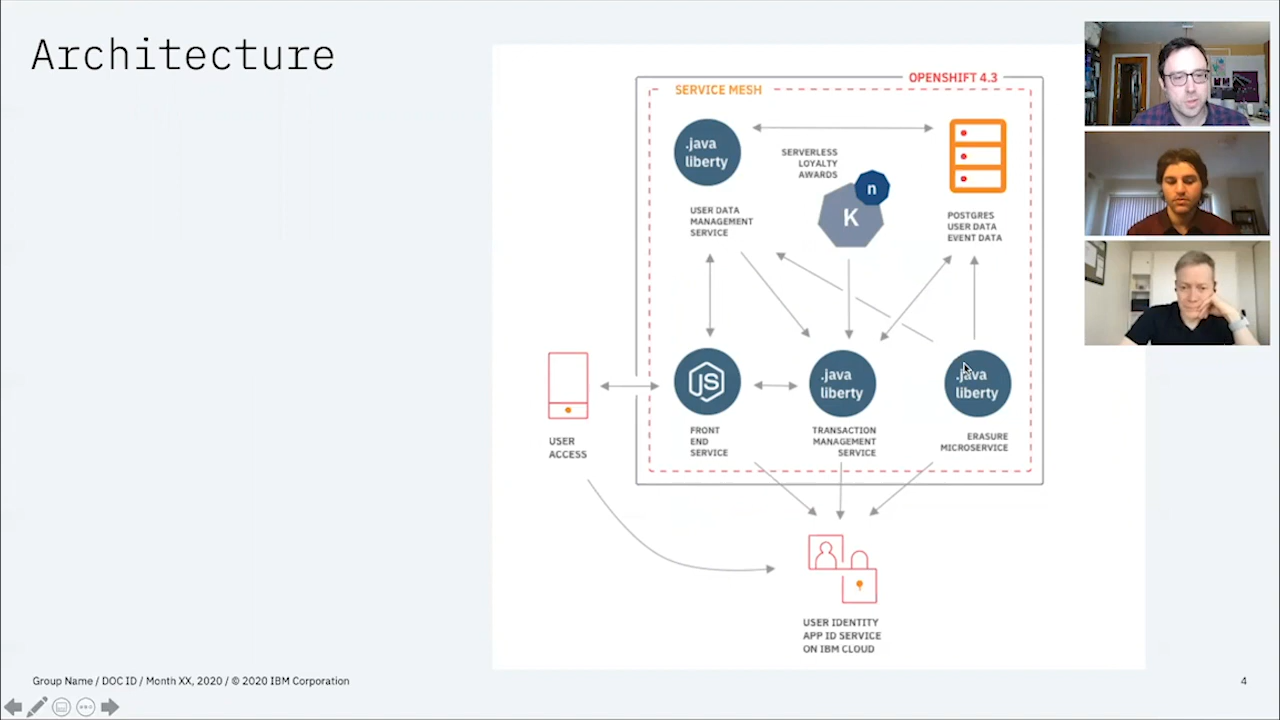 Architecture
OPENSHIFT 4.3
SERVICE MESH
.java
liberty
SERVERLESS
LOYALTY
AWARDS
n
K
USER DATA
MANAGEMENT
SERVICE
POSTGRES
USER DATA
EVENT DATA
JS
.java
liberty
.java
liberty
USER
ACCESS
FRONT
END
SERVICE
TRANSACTION
MANAGEMENT
SERVICE
ERASURE
MICROSERVICE
USER IDENTITY
APP ID SERVICE
ON IBM CLOUD
Group Name / DOC ID / Month XX, 2020 / © 2020 IBM Corporation
4